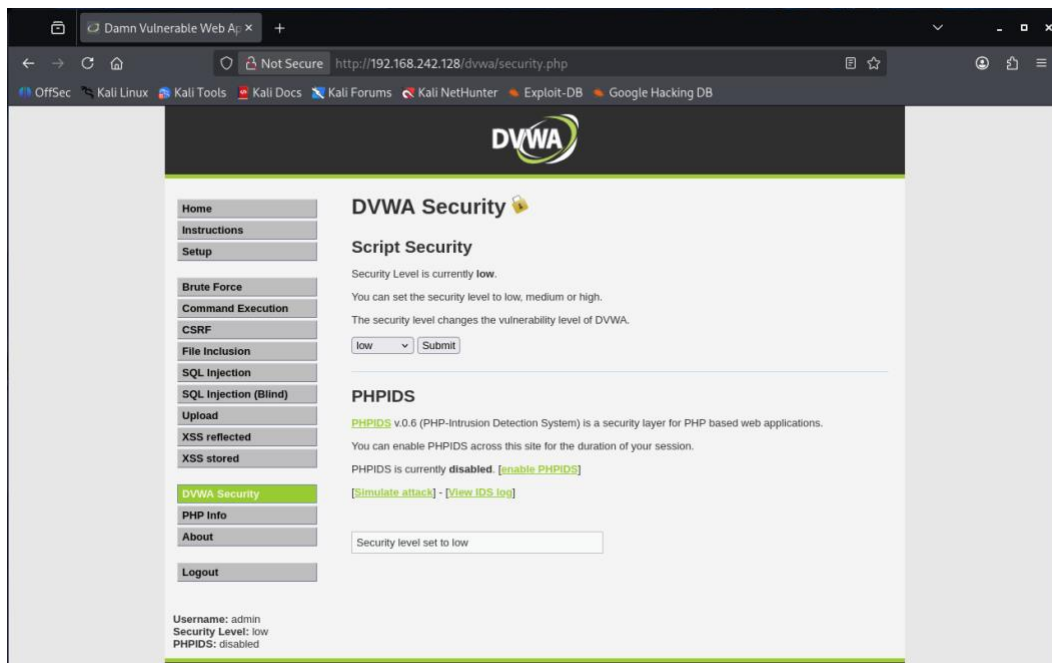 Damn Vulnerable Web Ap
Not Secure http://192.168.242.128/dvwa/security.php
OffSec Kali Linux Kali Tools Kali Docs Kali Forums Kali NetHunter Exploit-DB Google Hacking DB
DVWA
Home
Instructions
Setup
Brute Force
Command Execution
CSRF
File Inclusion
SQL Injection
SQL Injection (Blind)
Upload
XSS reflected
XSS stored
DVWA Security
PHP Info
About
Logout
Username: admin
Security Level: low
PHPIDS: disabled
DVWA Security
Script Security
Security Level is currently low.
You can set the security level to low, medium or high.
The security level changes the vulnerability level of DVWA.
low Submit
PHPIDS
PHPIDS v.0.6 (PHP-Intrusion Detection System) is a security layer for PHP based web applications.
You can enable PHPIDS across this site for the duration of your session.
PHPIDS is currently disabled. [enable PHPIDS]
[Simulate attack] - [View IDS log]
Security level set to low